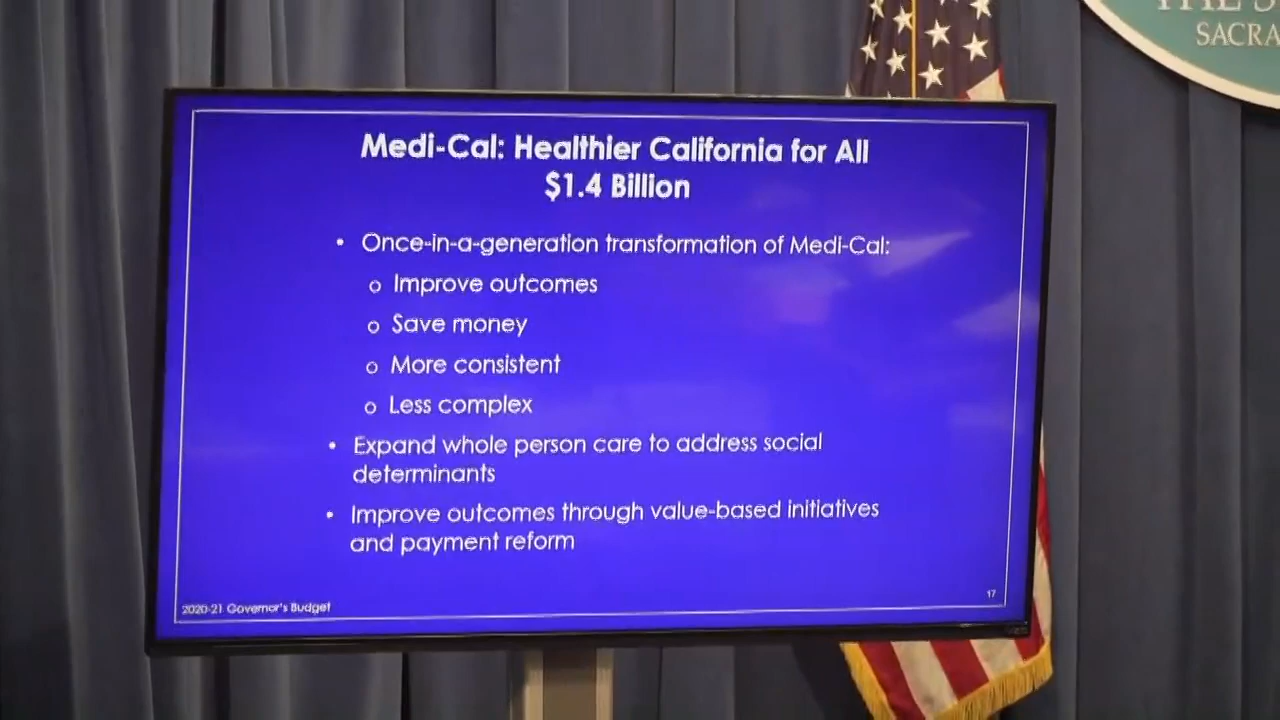 THE S
SACRA
Medi-Cal: Healthier California for All
$1.4 Billion
• Once-in-a-generation transformation of Medi-Cal:
o Improve outcomes
o Save money
o More consistent
o Less complex
• Expand whole person care to address social
determinants
• Improve outcomes through value-based initiatives
and payment reform
2020-21 Governor's Budget
17